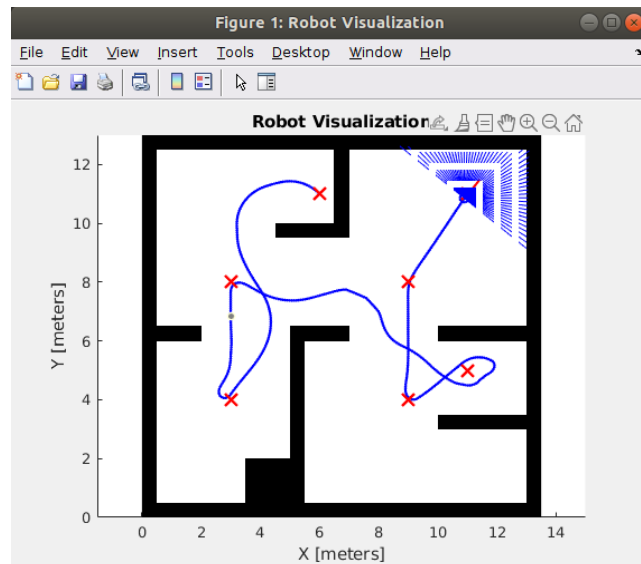 Figure 1: Robot Visualization
File Edit View Insert Tools Desktop Window Help
Robot Visualization
12
10
8
6
4
2
0
Y [meters]
0 2 4 6 8 10 12 14
X [meters]